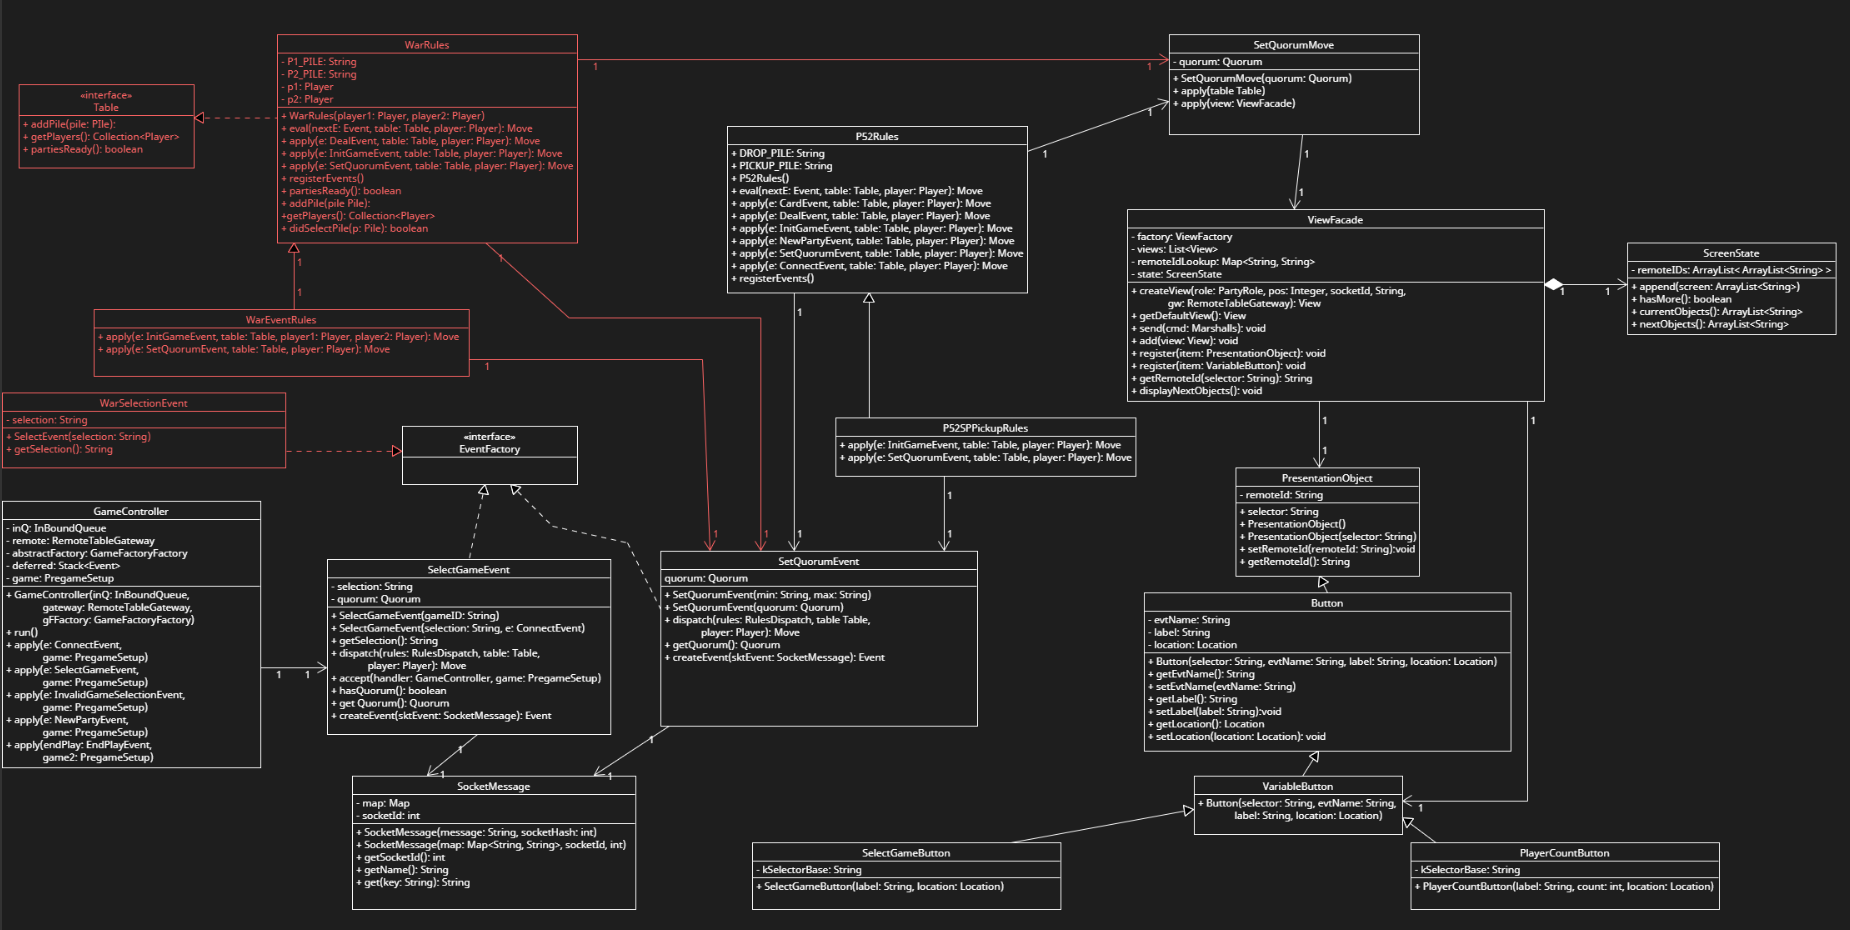 WarRules
- P1_PILE: String
- P2_PILE: String
- p1: Player
- p2: Player
+ WarRules(player1: Player, player2: Player)
+ eval(nextE: Event, table: Table, player: Player): Move
+ apply(e: DealEvent, table: Table, player: Player): Move
+ apply(e: InitGameEvent, table: Table, player: Player): Move
+ apply(e: SetQuorumEvent, table: Table, player: Player): Move
+ registerEvents()
+ partiesReady(): boolean
+ addPile(pile Pile):
+getPlayers(): Collection<Player>
+ didSelectPile(p: Pile): boolean
1
1
SetQuorumMove
- quorum: Quorum
+ SetQuorumMove(quorum: Quorum)
+ apply(table Table)
+ apply(view: ViewFacade)
«interface»
Table
+ addPile(pile: PIle):
+ getPlayers(): Collection<Player>
+ partiesReady(): boolean
P52Rules
+ DROP_PILE: String
+ PICKUP_PILE: String
+ P52Rules()
+ eval(nextE: Event, table: Table, player: Player): Move
+ apply(e: CardEvent, table: Table, player: Player): Move
+ apply(e: DealEvent, table: Table, player: Player): Move
+ apply(e: InitGameEvent, table: Table, player: Player): Move
+ apply(e: NewPartyEvent, table: Table, player: Player): Move
+ apply(e: SetQuorumEvent, table: Table, player: Player): Move
+ apply(e: ConnectEvent, table: Table, player: Player): Move
+ registerEvents()
1
1
1
1
ViewFacade
- factory: ViewFactory
- views: List<View>
- remoteIdLookup: Map<String, String>
- state: ScreenState
+ createView(role: PartyRole, pos: Integer, socketId, String,
gw: RemoteTableGateway): View
+ getDefaultView(): View
+ send(cmd: Marshalls): void
+ add(view: View): void
+ register(item: PresentationObject): void
+ register(item: VariableButton): void
+ getRemoteId(selector: String): String
+ displayNextObjects(): void
1
1
ScreenState
- remoteIDs: ArrayList< ArrayList<String> >
+ append(screen: ArrayList<String>)
+ hasMore(): boolean
+ currentObjects(): ArrayList<String>
+ nextObjects(): ArrayList<String>
1
1
1
WarEventRules
+ apply(e: InitGameEvent, table: Table, player1: Player, player2: Player): Move
+ apply(e: SetQuorumEvent, table: Table, player: Player): Move
1
1
WarSelectionEvent
- selection: String
+ SelectEvent(selection: String)
+ getSelection(): String
«interface»
EventFactory
P52SPPickupRules
+ apply(e: InitGameEvent, table: Table, player: Player): Move
+ apply(e: SetQuorumEvent, table: Table, player: Player): Move
1
1
1
PresentationObject
- remoteId: String
+ selector: String
+ PresentationObject()
+ PresentationObject(selector: String)
+ setRemoteId(remoteId: String):void
+ getRemoteId(): String
1
1
1
1
1
GameController
- inQ: InBoundQueue
- remote: RemoteTableGateway
- abstractFactory: GameFactoryFactory
- deferred: Stack<Event>
- game: PregameSetup
+ GameController(inQ: InBoundQueue,
gateway: RemoteTableGateway,
gFFactory: GameFactoryFactory)
+ run()
+ apply(e: ConnectEvent,
game: PregameSetup)
+ apply(e: SelectGameEvent,
game: PregameSetup)
+ apply(e: InvalidGameSelectionEvent,
game: PregameSetup)
+ apply(e: NewPartyEvent,
game: PregameSetup)
+ apply(endPlay: EndPlayEvent,
game2: PregameSetup)
1
1
SelectGameEvent
- selection: String
- quorum: Quorum
+ SelectGameEvent(gameID: String)
+ SelectGameEvent(selection: String, e: ConnectEvent)
+ getSelection(): String
+ dispatch(rules: RulesDispatch, table: Table,
player: Player): Move
+ accept(handler: GameController, game: PregameSetup)
+ hasQuorum(): boolean
+ get Quorum(): Quorum
+ createEvent(sktEvent: SocketMessage): Event
SetQuorumEvent
quorum: Quorum
+ SetQuorumEvent(min: String, max: String)
+ SetQuorumEvent(quorum: Quorum)
+ dispatch(rules: RulesDispatch, table Table,
player: Player): Move
+ getQuorum(): Quorum
+ createEvent(sktEvent: SocketMessage): Event
Button
- evtName: String
- label: String
- location: Location
+ Button(selector: String, evtName: String, label: String, location: Location)
+ getEvtName(): String
+ setEvtName(evtName: String)
+ getLabel(): String
+ setLabel(label: String):void
+ getLocation(): Location
+ setLocation(location: Location): void
1
1
1
1
SocketMessage
- map: Map
- socketId: int
+ SocketMessage(message: String, socketHash: int)
+ SocketMessage(map: Map<String, String>, socketId, int)
+ getSocketId(): int
+ getName(): String
+ get(key: String): String
VariableButton
+ Button(selector: String, evtName: String,
label: String, location: Location)
1
SelectGameButton
- kSelectorBase: String
+ SelectGameButton(label: String, location: Location)
PlayerCountButton
- kSelectorBase: String
+ PlayerCountButton(label: String, count: int, location: Location)